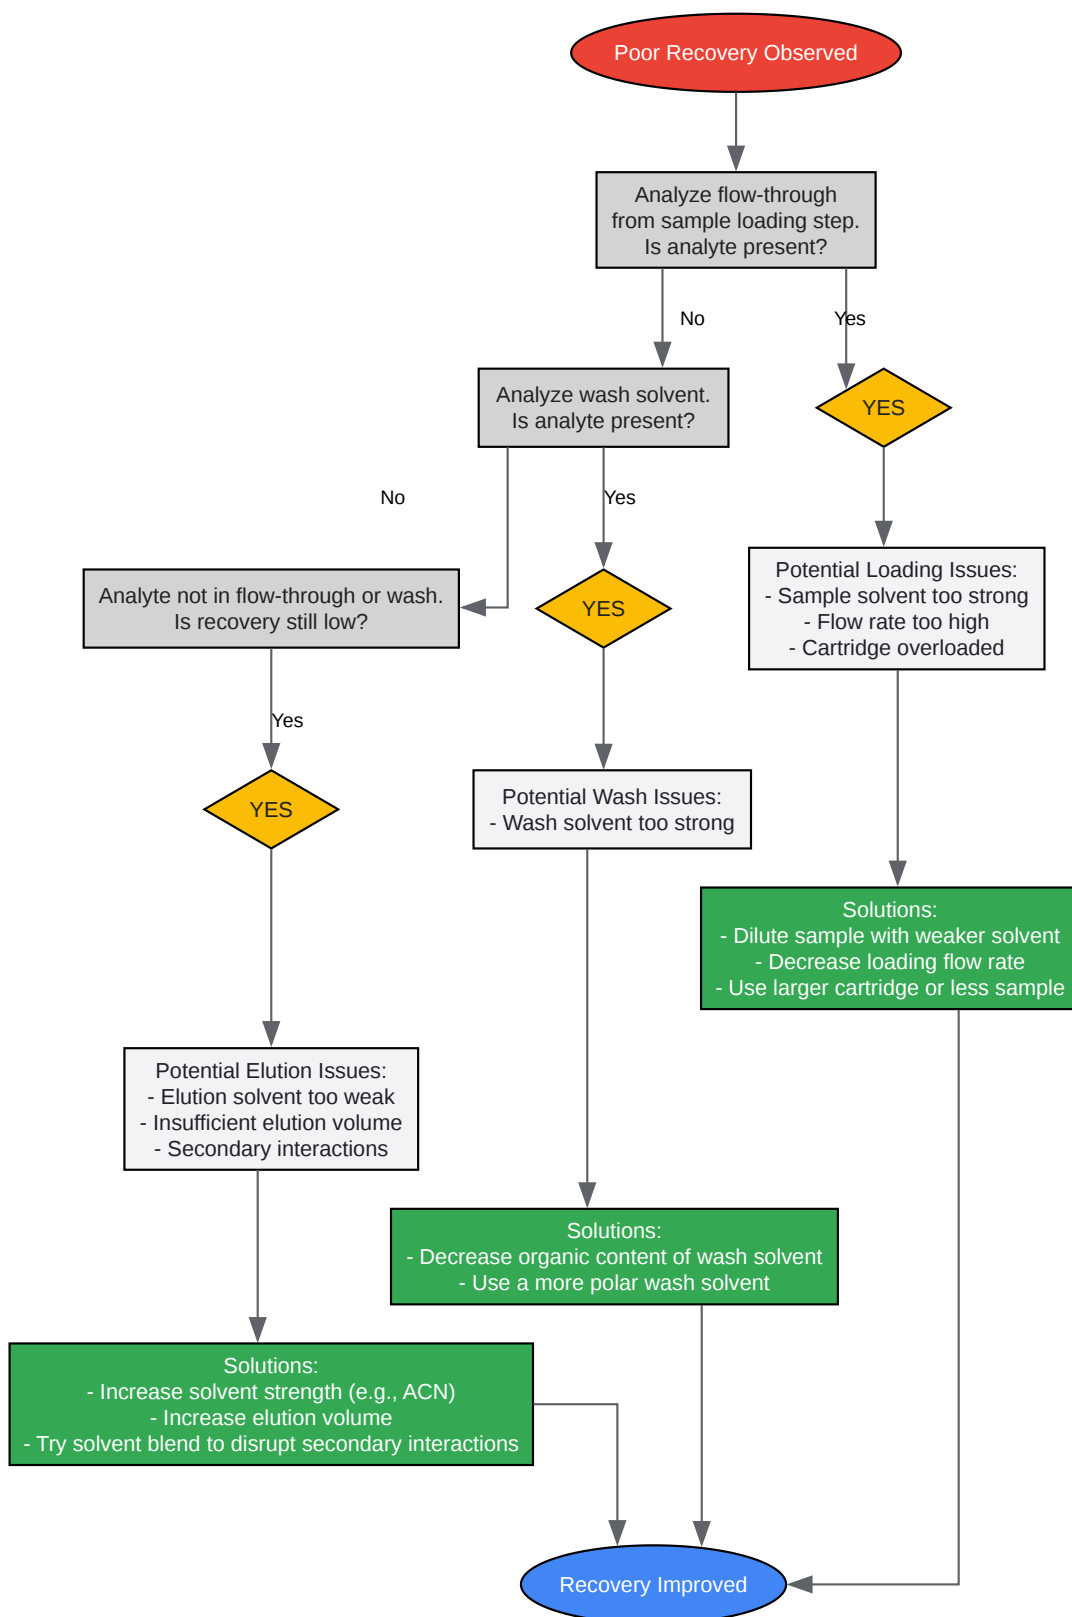 Poor Recovery Observed
Analyze flow-through
from sample loading step.
Is analyte present?
No
Yes
Analyze wash solvent.
Is analyte present?
YES
No
Yes
Potential Loading Issues:
- Sample solvent too strong
- Flow rate too high
- Cartridge overloaded
Analyte not in flow-through or wash.
Is recovery still low?
YES
Yes
YES
Potential Wash Issues:
- Wash solvent too strong
Solutions:
- Dilute sample with weaker solvent
- Decrease loading flow rate
- Use larger cartridge or less sample
Potential Elution Issues:
- Elution solvent too weak
- Insufficient elution volume
- Secondary interactions
Solutions:
- Decrease organic content of wash solvent
- Use a more polar wash solvent
Solutions:
- Increase solvent strength (e.g., ACN)
- Increase elution volume
- Try solvent blend to disrupt secondary interactions
Recovery Improved